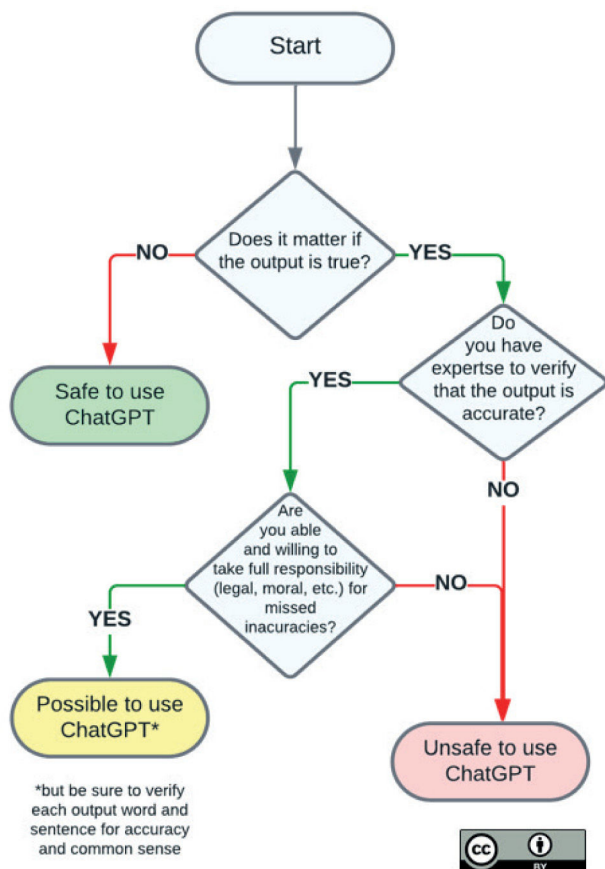 Start
Does it matter if
the output is true?
NO
YES
Safe to use
ChatGPT
Do
you have
expertse to verify
that the output is
accurate?
YES
NO
Are
you able
and willing to
take full responsibility
(legal, moral, etc.) for
missed
inacuracies?
YES
NO
Possible to use
ChatGPT*
Unsafe to use
ChatGPT
*but be sure to verify
each output word and
sentence for accuracy
and common sense
cc
BY